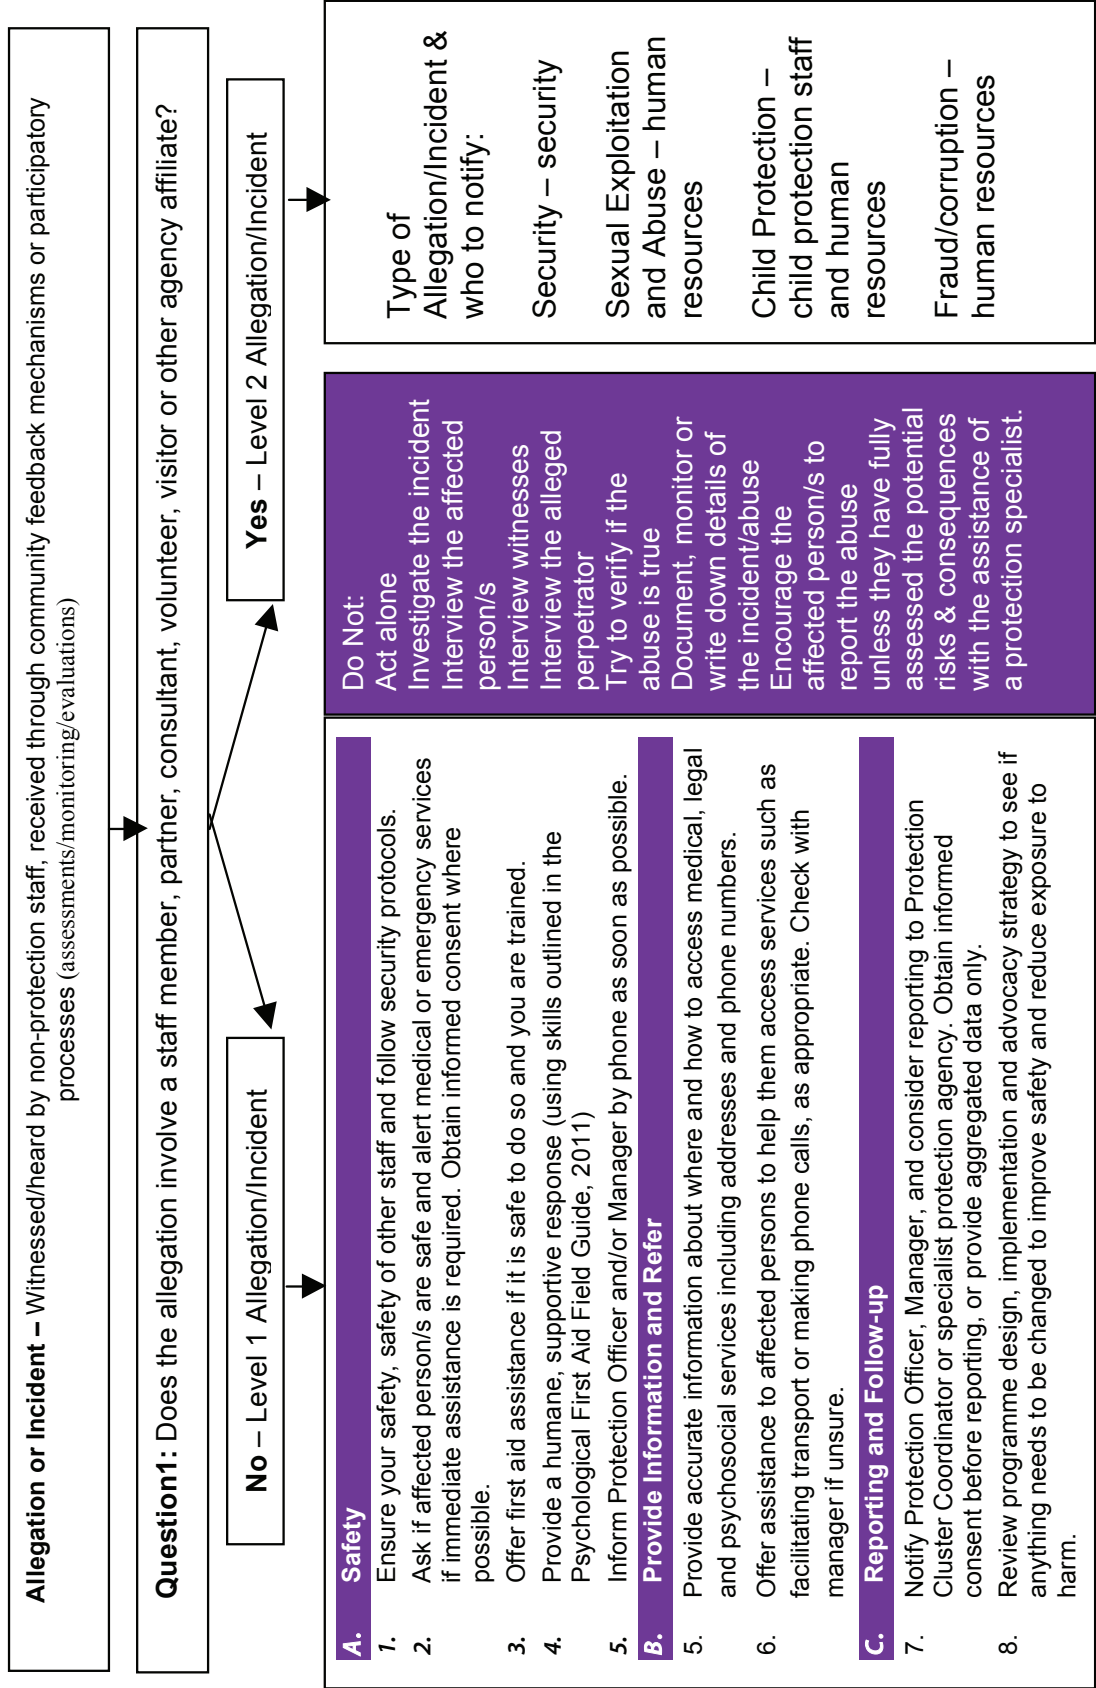 Allegation or Incident – Witnessed/heard by non-protection staff, received through community feedback mechanisms or participatory
processes (assessments/monitoring/evaluations)
Question1: Does the allegation involve a staff member, partner, consultant, volunteer, visitor or other agency affiliate?
No – Level 1 Allegation/Incident
Yes – Level 2 Allegation/Incident
A. Safety
1. Ensure your safety, safety of other staff and follow security protocols.
2. Ask if affected person/s are safe and alert medical or emergency services
if immediate assistance is required. Obtain informed consent where
possible.
3. Offer first aid assistance if it is safe to do so and you are trained.
4. Provide a humane, supportive response (using skills outlined in the
Psychological First Aid Field Guide, 2011)
5. Inform Protection Officer and/or Manager by phone as soon as possible.
B. Provide Information and Refer
5. Provide accurate information about where and how to access medical, legal
and psychosocial services including addresses and phone numbers.
6. Offer assistance to affected persons to help them access services such as
facilitating transport or making phone calls, as appropriate. Check with
manager if unsure.
C. Reporting and Follow-up
7. Notify Protection Officer, Manager, and consider reporting to Protection
Cluster Coordinator or specialist protection agency. Obtain informed
consent before reporting, or provide aggregated data only.
8. Review programme design, implementation and advocacy strategy to see if
anything needs to be changed to improve safety and reduce exposure to
harm.
Do Not:
Act alone
Investigate the incident
Interview the affected
person/s
Interview witnesses
Interview the alleged
perpetrator
Try to verify if the
abuse is true
Document, monitor or
write down details of
the incident/abuse
Encourage the
affected person/s to
report the abuse
unless they have fully
assessed the potential
risks & consequences
with the assistance of
a protection specialist.
Type of
Allegation/Incident &
who to notify:
Security – security
Sexual Exploitation
and Abuse – human
resources
Child Protection –
child protection staff
and human
resources
Fraud/corruption –
human resources